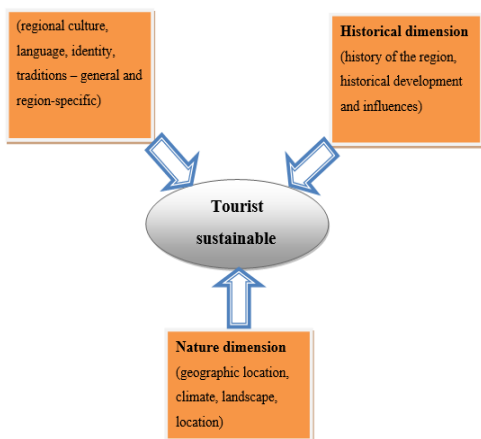 (regional culture,
language, identity,
traditions – general and
region-specific)
Historical dimension
(history of the region,
historical development
and influences)
Tourist
sustainable
Nature dimension
(geographic location,
climate, landscape,
location)